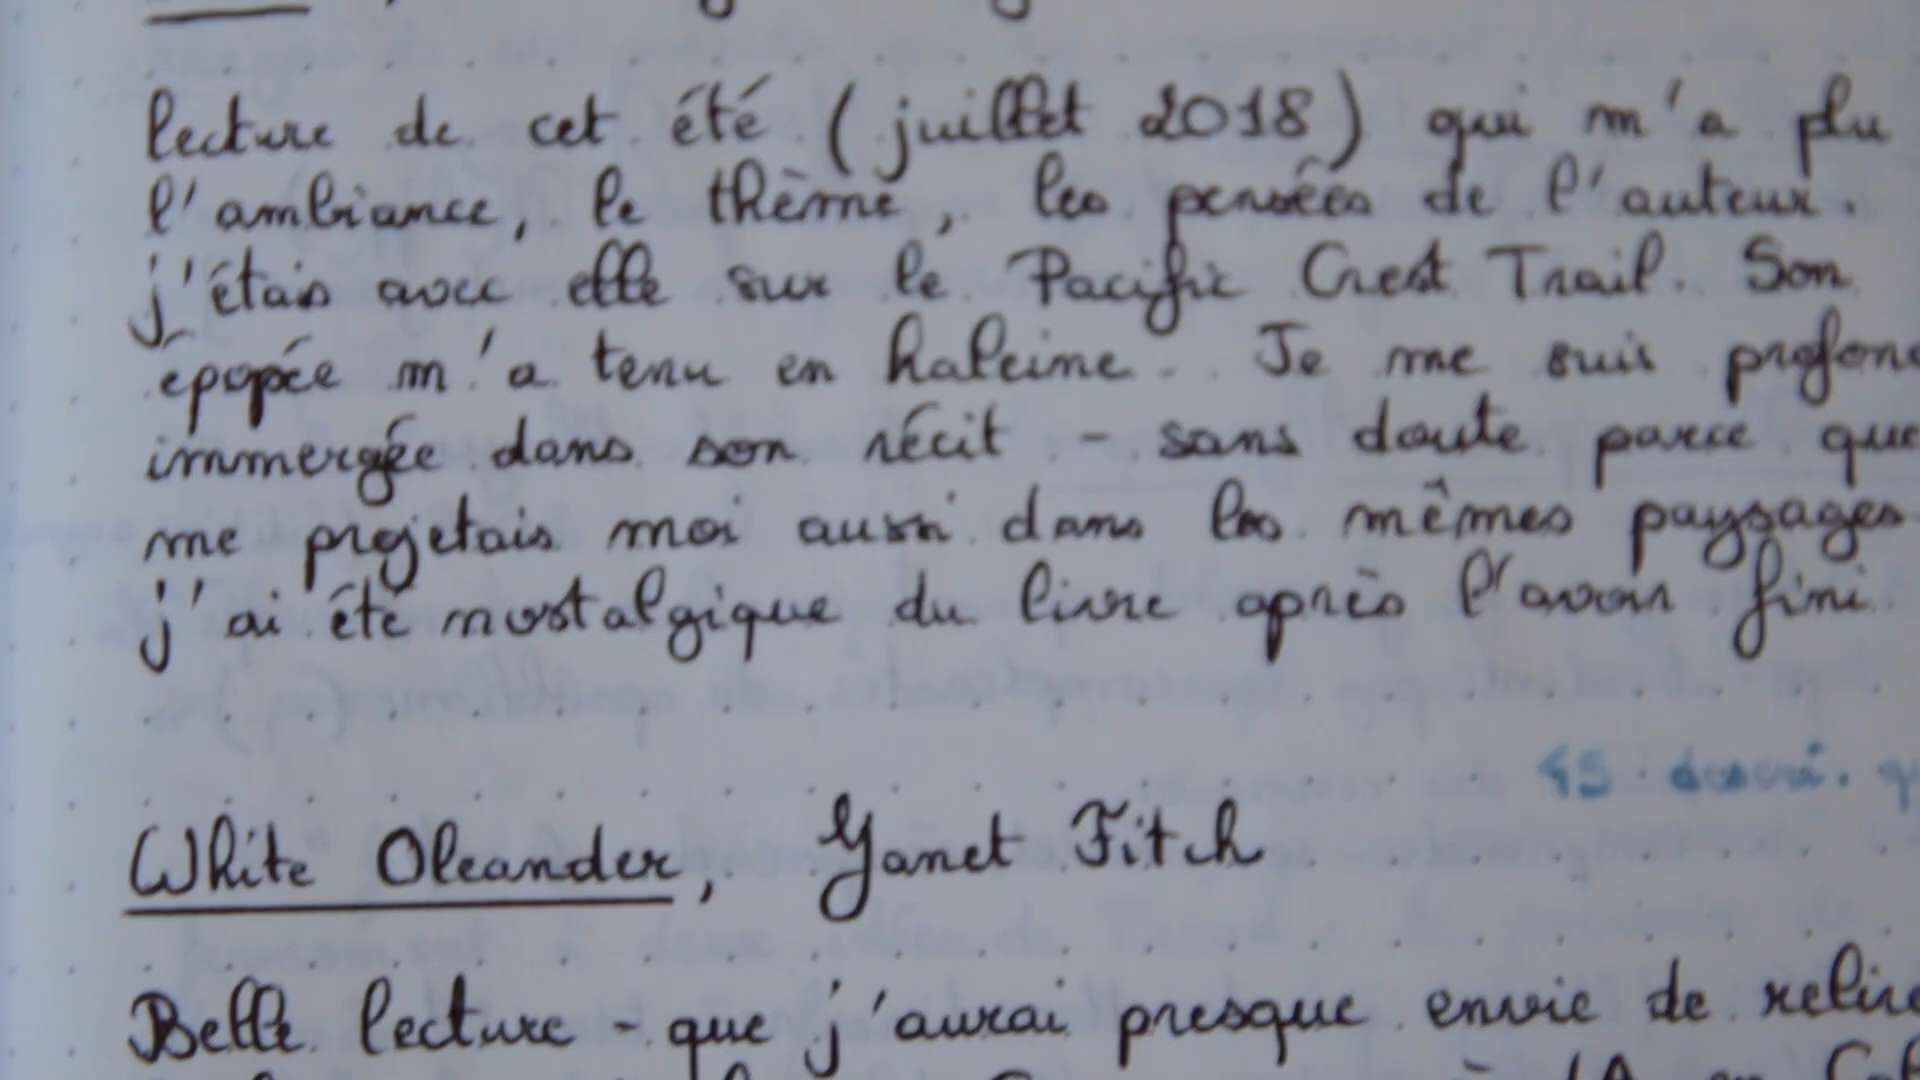 lecture de cet été (juillet 2018) qui m'a plu
l'ambiance, le thème, les pensées de l'auteur.
j'étais avec elle sur le Pacific Crest Trail. Son
épopée m'a tenu en haleine. Je me suis profon
immergée dans son récit - sans doute parce que
me projetais moi aussi dans les mêmes paysages
j'ai été nostalgique du livre après l'avoir fini.
White Oleander, Janet Fitch
Belle lecture - que j'aurai presque envie de relire